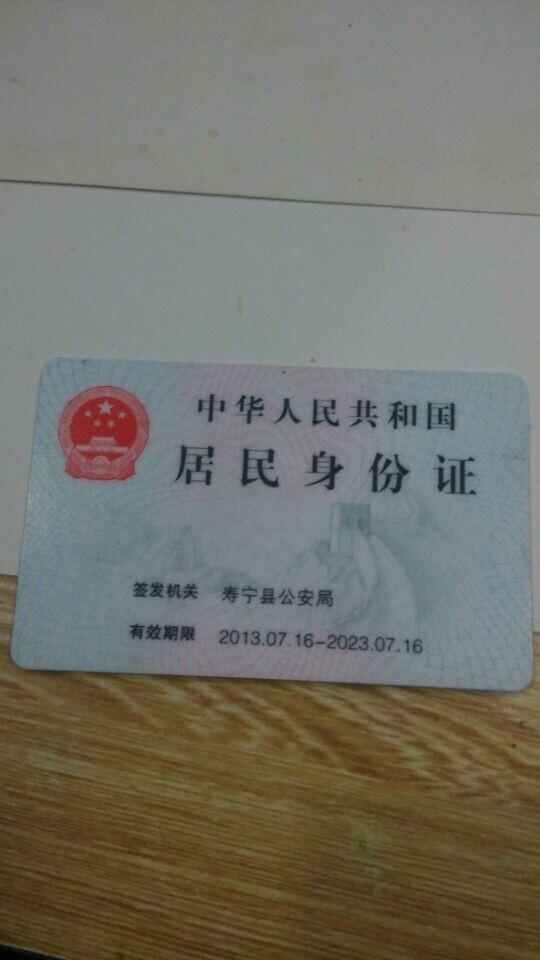 中华人民共和国
居民身份证
签发机关 寿宁县公安局
有效期限 2013.07.16-2023.07.16